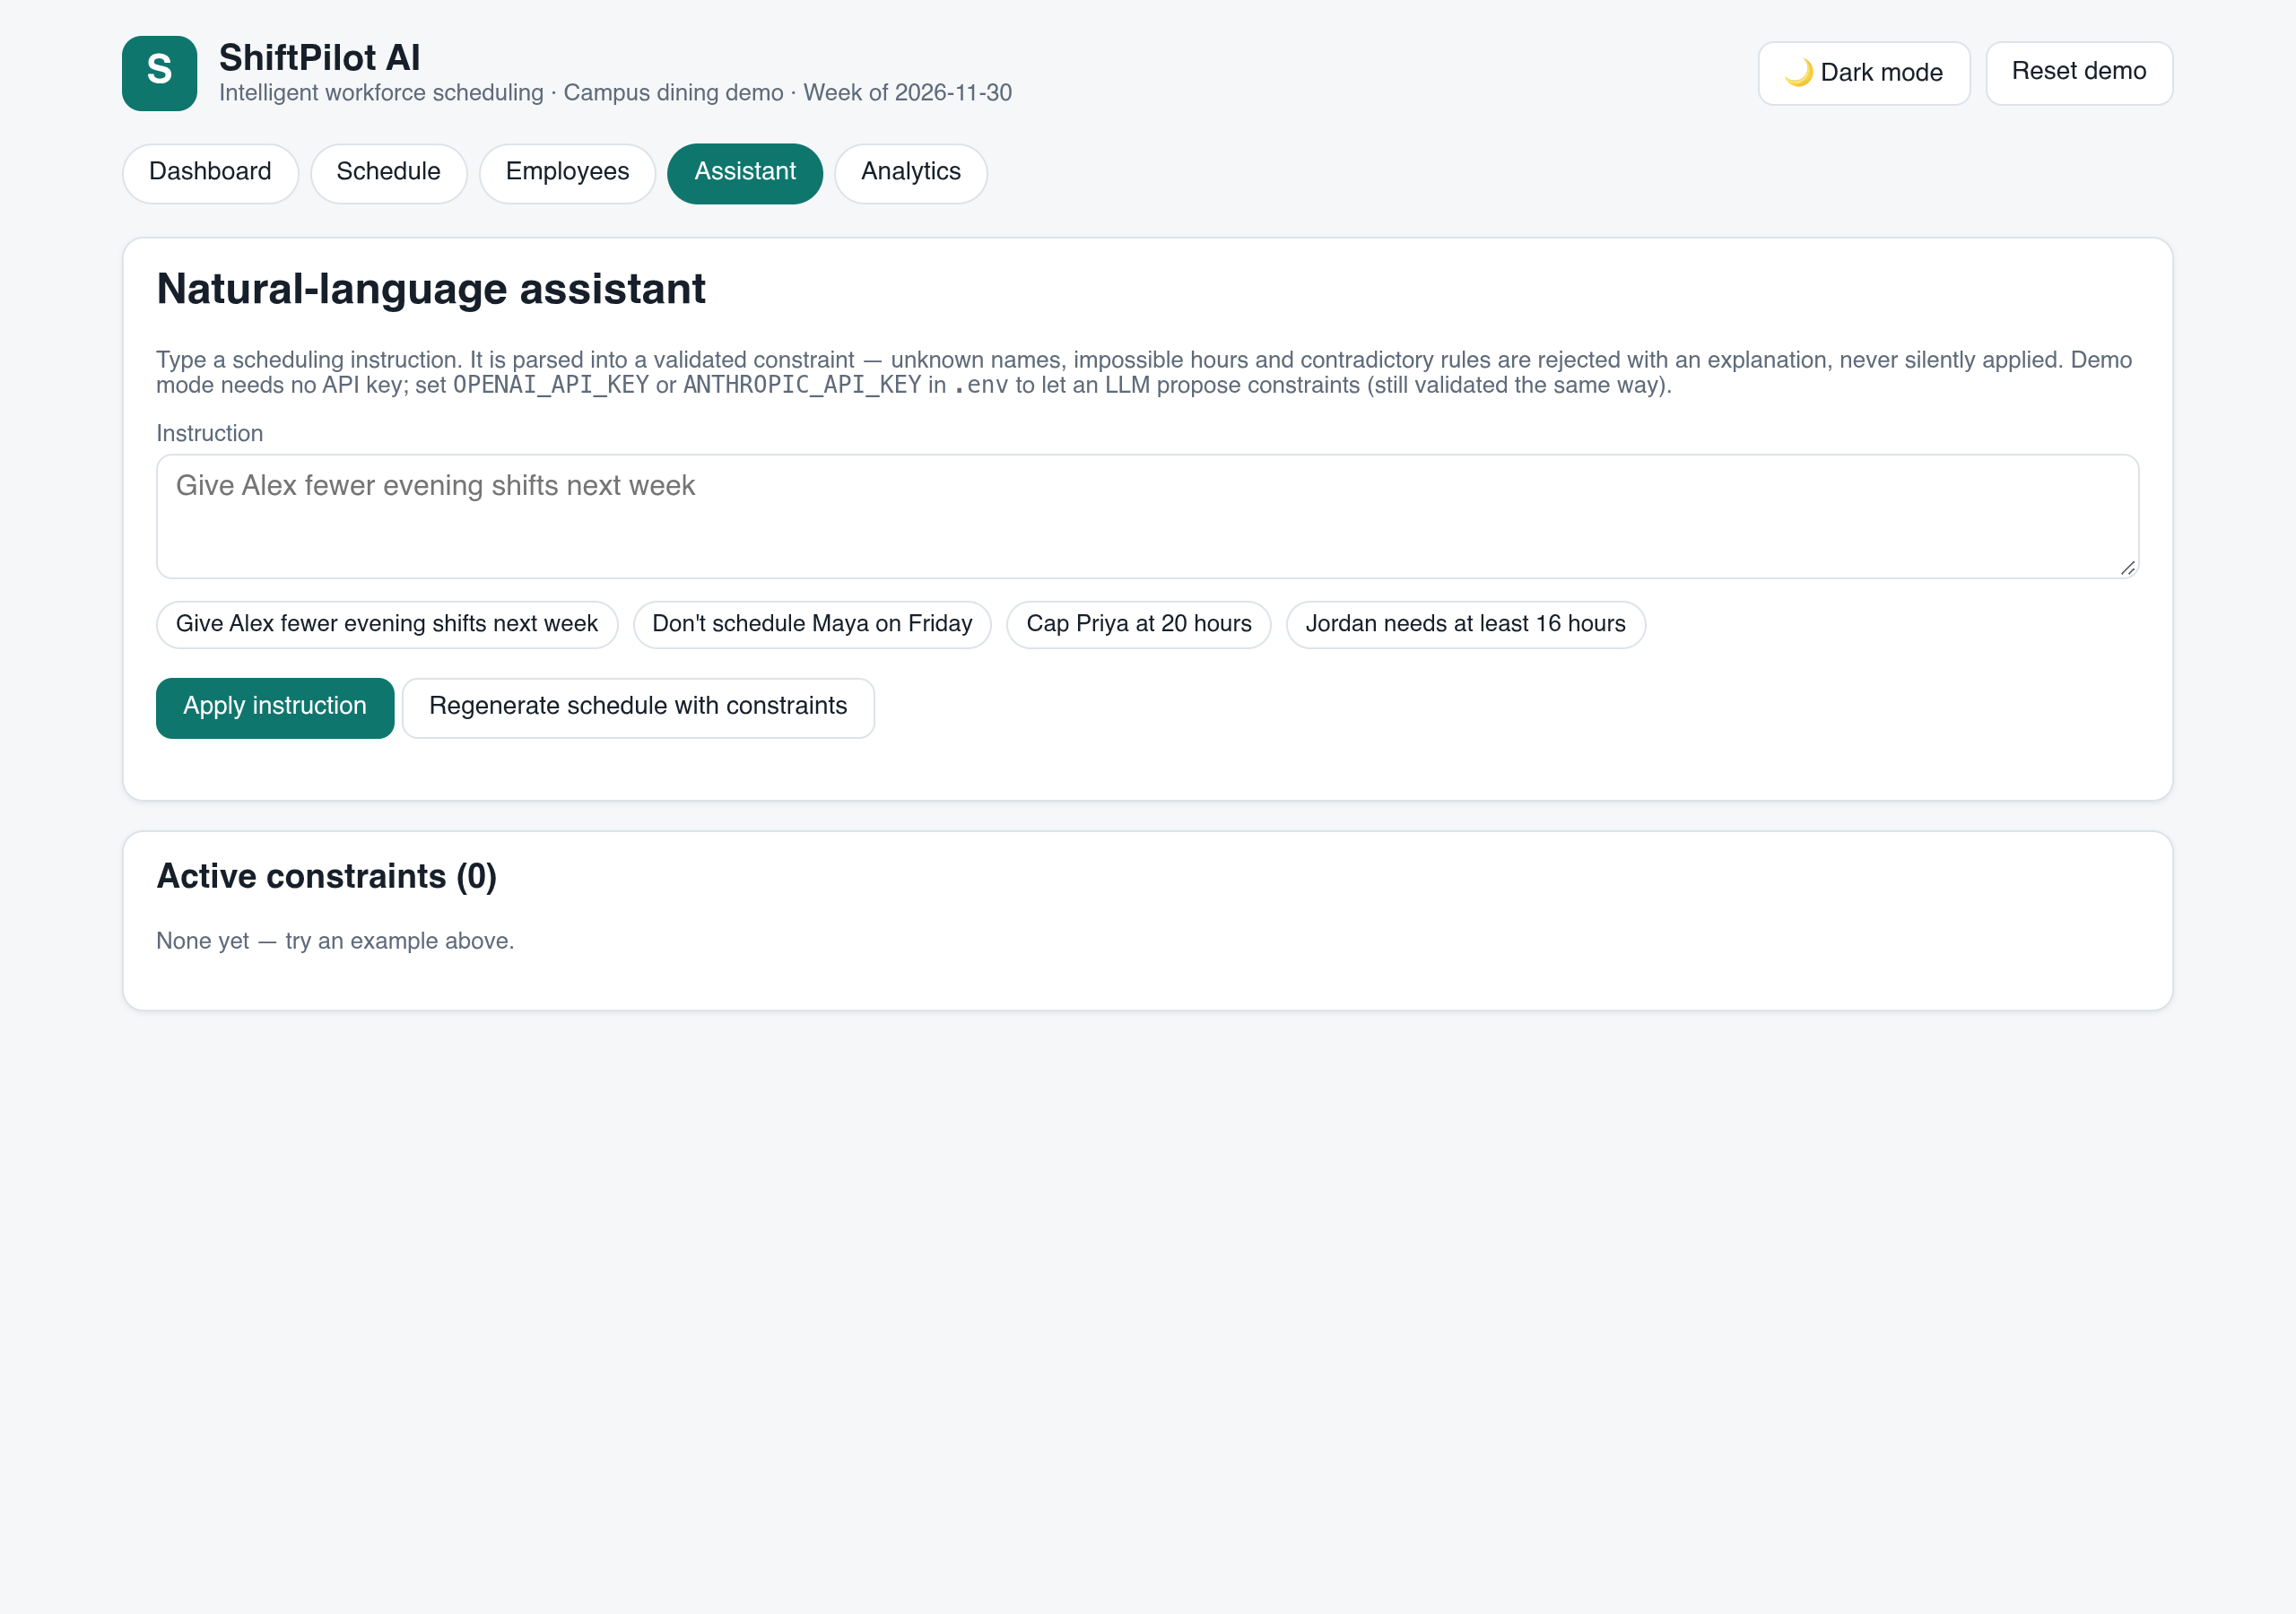 S
ShiftPilot AI
Intelligent workforce scheduling · Campus dining demo · Week of 2026-11-30
🌙 Dark mode
Reset demo
Dashboard
Schedule
Employees
Assistant
Analytics
Natural-language assistant
Type a scheduling instruction. It is parsed into a validated constraint — unknown names, impossible hours and contradictory rules are rejected with an explanation, never silently applied. Demo
mode needs no API key; set OPENAI_API_KEY or ANTHROPIC_API_KEY in .env to let an LLM propose constraints (still validated the same way).
Instruction
Give Alex fewer evening shifts next week
Give Alex fewer evening shifts next week
Don't schedule Maya on Friday
Cap Priya at 20 hours
Jordan needs at least 16 hours
Apply instruction
Regenerate schedule with constraints
Active constraints (0)
None yet — try an example above.